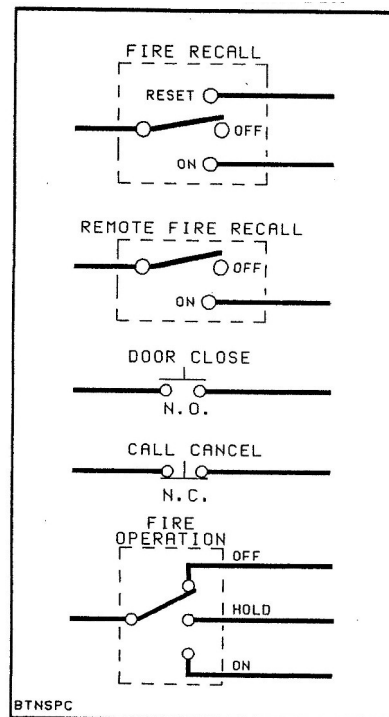 FIRE RECALL
RESET
OFF
ON
REMOTE FIRE RECALL
OFF
ON
DOOR CLOSE
N.O.
CALL CANCEL
N.C.
FIRE
OPERATION
OFF
HOLD
ON
BTNSPC